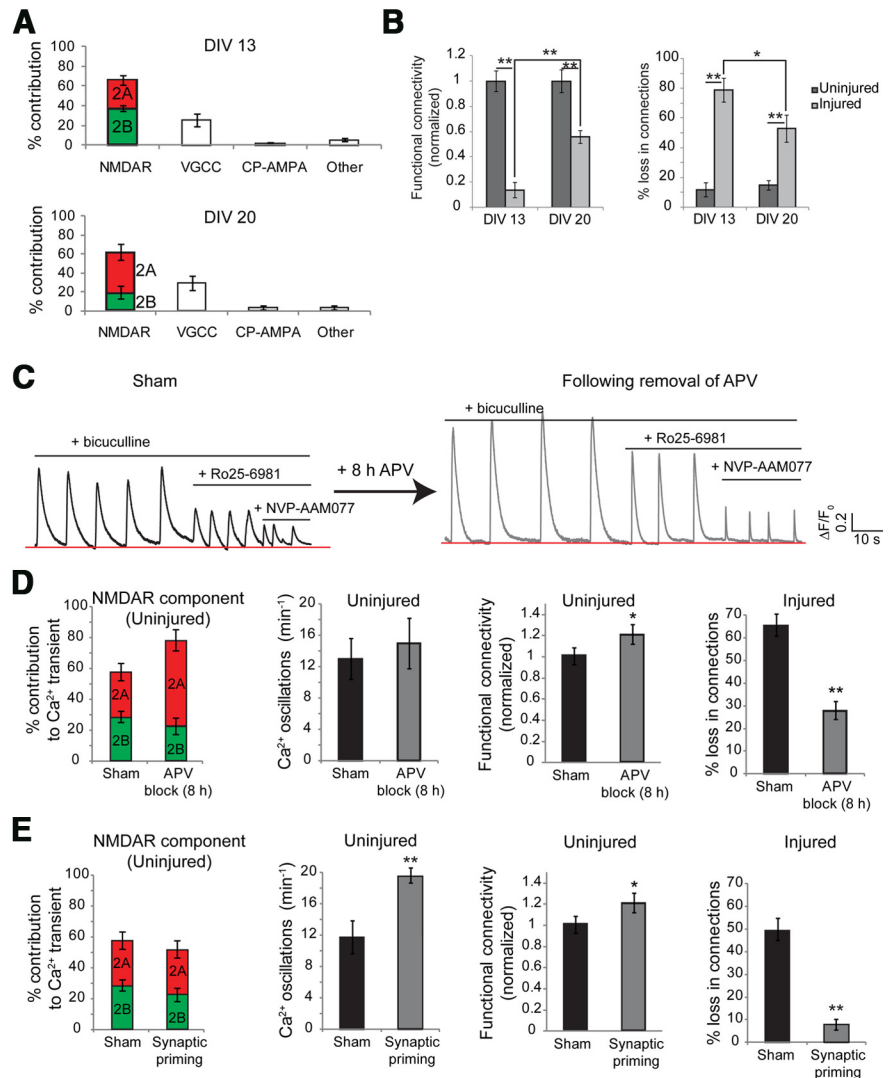 A
DIV 13
% contribution
100
80
60
40
20
0
2A
2B
NMDAR
VGCC
CP-AMPA
Other
DIV 20
% contribution
100
80
60
40
20
0
2A
2B
NMDAR
VGCC
CP-AMPA
Other
B
Functional connectivity
(normalized)
1.2
1
0.8
0.6
0.4
0.2
0
**
**
**
DIV 13
DIV 20
% loss in connections
100
80
60
40
20
0
*
**
**
DIV 13
DIV 20
Uninjured
Injured
C
Sham
+ bicuculline
+ Ro25-6981
+ NVP-AAM077
+ 8 h APV
Following removal of APV
+ bicuculline
+ Ro25-6981
+ NVP-AAM077
ΔF/F0
0.2
10 s
D
NMDAR component
(Uninjured)
% contribution
to Ca2+ transient
100
80
60
40
20
0
2A
2B
2A
2B
Sham
APV
block (8 h)
Uninjured
Ca2+ oscillations (min-1)
20
16
12
8
4
0
Sham
APV
block (8 h)
Uninjured
Functional connectivity
(normalized)
1.4
1.2
1
0.8
0.6
0.4
0.2
0
*
Sham
APV
block (8 h)
Injured
% loss in connections
70
60
50
40
30
20
10
0
**
Sham
APV
block (8 h)
E
NMDAR component
(Uninjured)
% contribution
to Ca2+ transient
100
80
60
40
20
0
2A
2B
2A
2B
Sham
Synaptic
priming
Uninjured
Ca2+ oscillations (min-1)
20
16
12
8
4
0
**
Sham
Synaptic
priming
Uninjured
Functional connectivity
(normalized)
1.4
1.2
1
0.8
0.6
0.4
0.2
0
*
Sham
Synaptic
priming
Injured
% loss in connections
70
50
40
30
20
10
0
**
Sham
Synaptic
priming